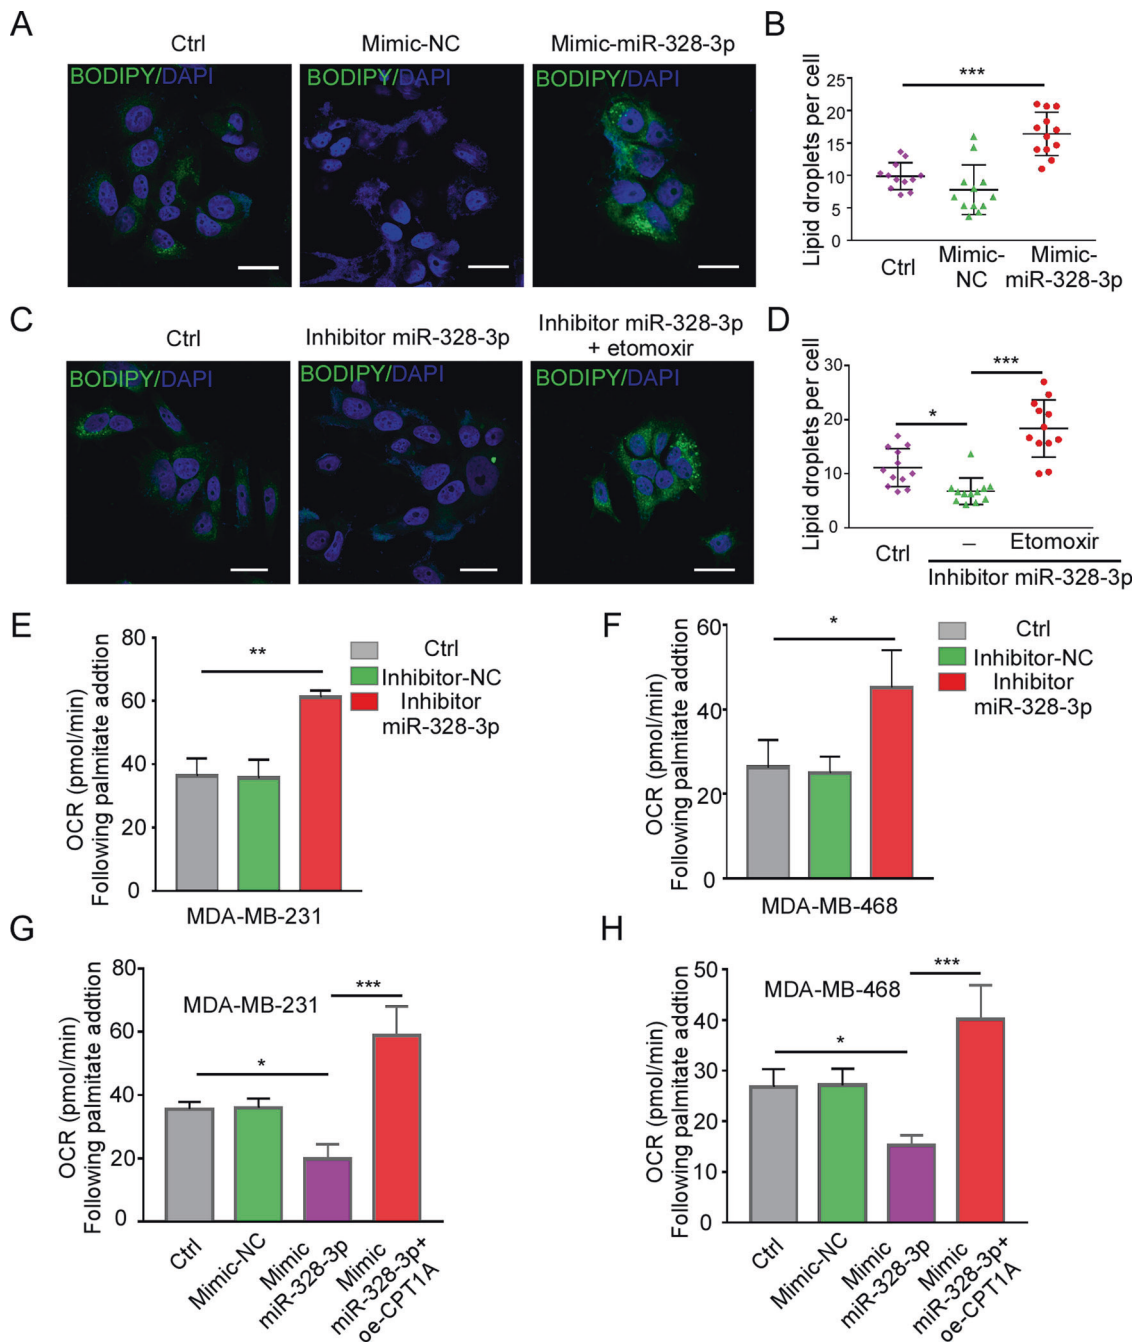 A
Ctrl
Mimic-NC
Mimic-miR-328-3p
BODIPY/DAPI
BODIPY/DAPI
BODIPY/DAPI
B
Lipid droplets per cell
25
20
15
10
5
0
***
Ctrl
Mimic-
NC
Mimic-
miR-328-3p
C
Ctrl
Inhibitor miR-328-3p
Inhibitor miR-328-3p
+ etomoxir
BODIPY/DAPI
BODIPY/DAPI
BODIPY/DAPI
D
Lipid droplets per cell
30
20
10
0
*
***
Ctrl
–
Etomoxir
Inhibitor miR-328-3p
E
OCR (pmol/min)
Following palmitate addtion
80
60
40
20
0
**
Ctrl
Inhibitor-NC
Inhibitor
miR-328-3p
MDA-MB-231
F
OCR (pmol/min)
Following palmitate addtion
60
40
20
0
*
Ctrl
Inhibitor-NC
Inhibitor
miR-328-3p
MDA-MB-468
G
OCR (pmol/min)
Following palmitate addtion
80
60
40
20
0
MDA-MB-231
*
***
Ctrl
Mimic-NC
Mimic
miR-328-3p
Mimic
miR-328-3p+
oe-CPT1A
H
OCR (pmol/min)
Following palmitate addtion
50
40
30
20
10
0
MDA-MB-468
*
***
Ctrl
Mimic-NC
Mimic
miR-328-3p
Mimic
miR-328-3p+
oe-CPT1A